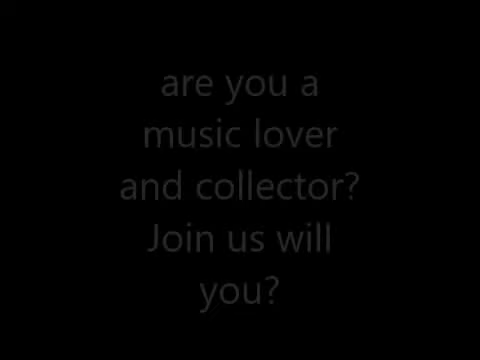 are you a
music lover
and collector?
Join us will
you?